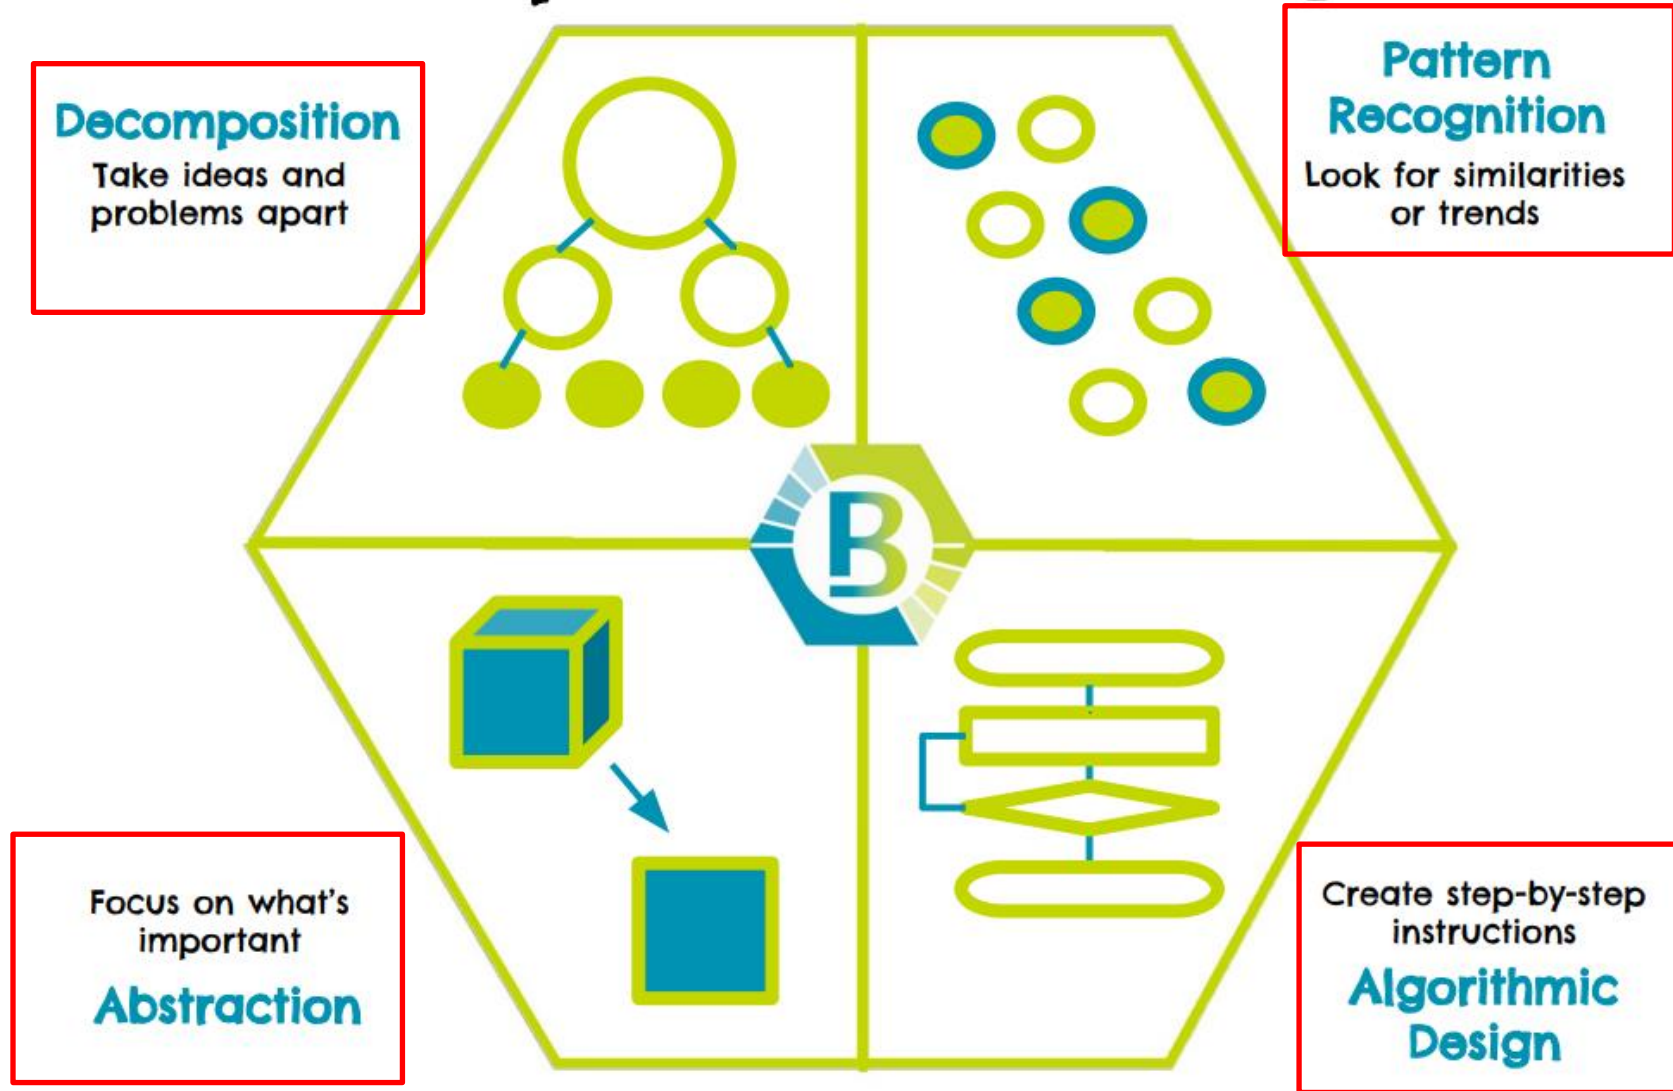 Decomposition
Take ideas and
problems apart
Pattern
Recognition
Look for similarities
or trends
B
Focus on what's
important
Abstraction
Create step-by-step
instructions
Algorithmic
Design